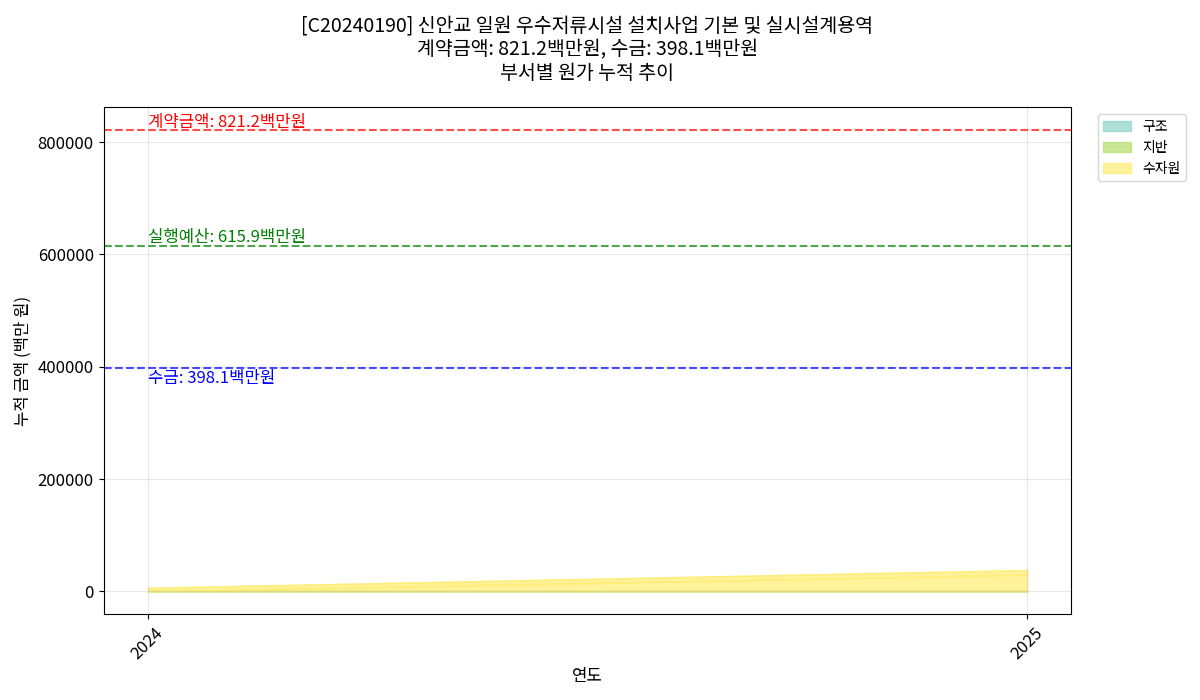 [C20240190] 신안교 일원 우수저류시설 설치사업 기본 및 실시설계용역
계약금액: 821.2백만원, 수금: 398.1백만원
부서별 원가 누적 추이
계약금액: 821.2백만원
실행예산: 615.9백만원
수금: 398.1백만원
800000
600000
400000
200000
0
누적 금액 (백만 원)
2024
2025
연도
구조
지반
수자원